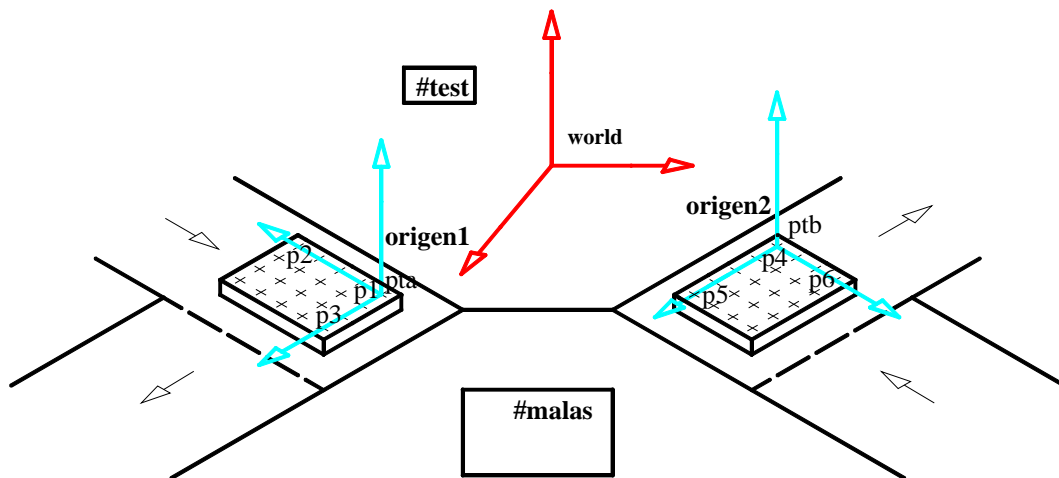 #test
world
origen2
ptb
origen1
p2
p4
pta
p1
p6
p5
p3
#malas